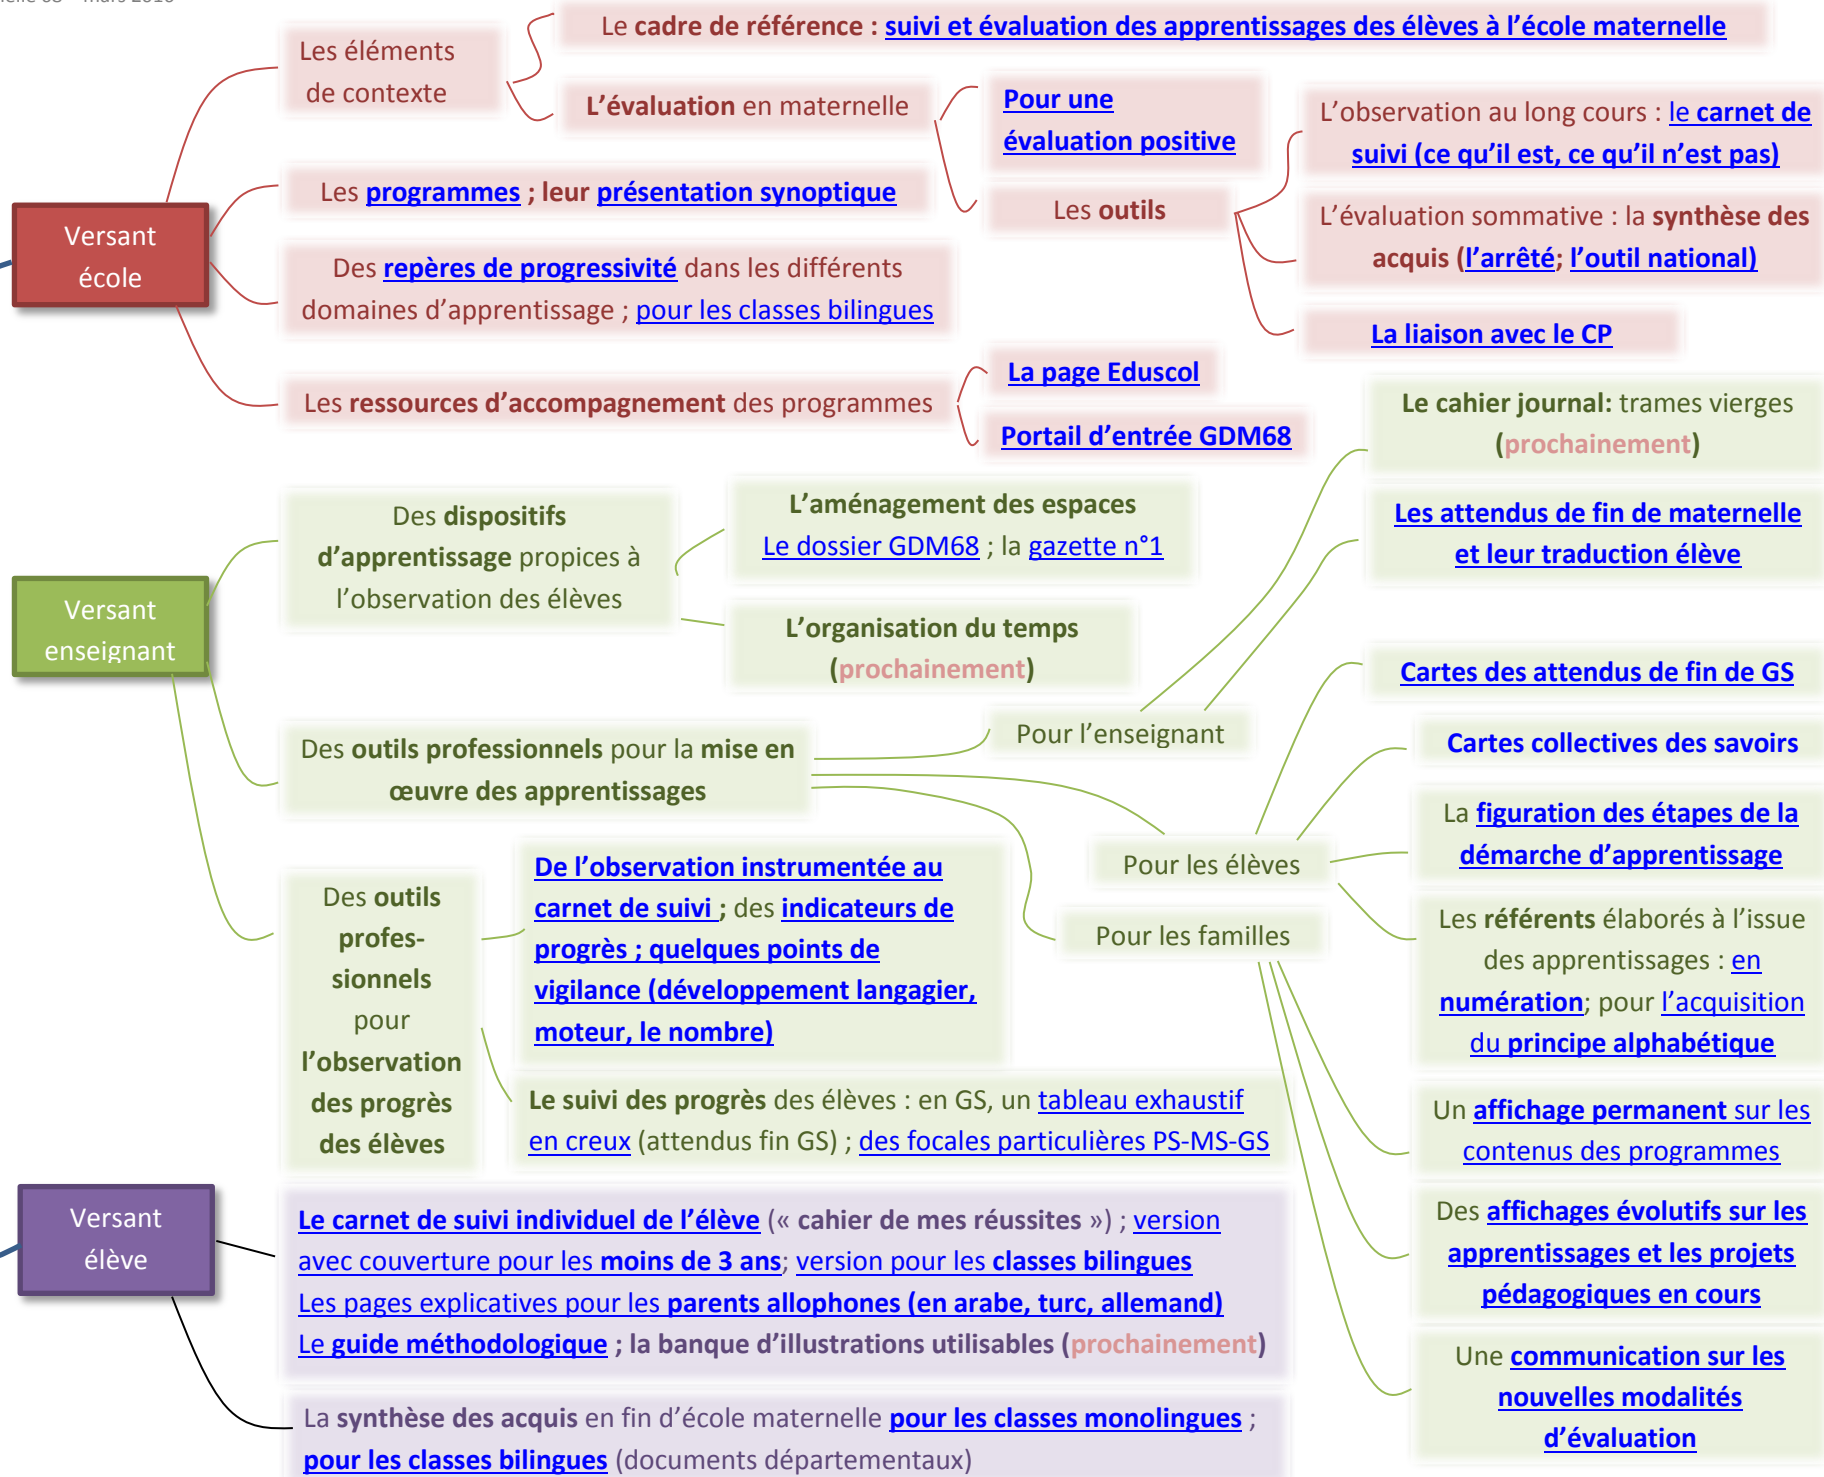 Le cadre de référence : suivi et évaluation des apprentissages des élèves à l'école maternelle
Les éléments
de contexte
L'évaluation en maternelle
Pour une
évaluation positive
L'observation au long cours : le carnet de
suivi (ce qu'il est, ce qu'il n'est pas)
Les programmes ; leur présentation synoptique
Les outils
L'évaluation sommative : la synthèse des
acquis (l'arrêté; l'outil national)
Versant
école
Des repères de progressivité dans les différents
domaines d'apprentissage ; pour les classes bilingues
La liaison avec le CP
Les ressources d'accompagnement des programmes
La page Eduscol
Portail d'entrée GDM68
Le cahier journal: trames vierges
(prochainement)
Des dispositifs
d'apprentissage propices à
l'observation des élèves
L'aménagement des espaces
Le dossier GDM68 ; la gazette n°1
Les attendus de fin de maternelle
et leur traduction élève
Versant
enseignant
L'organisation du temps
(prochainement)
Cartes des attendus de fin de GS
Des outils professionnels pour la mise en
œuvre des apprentissages
Pour l'enseignant
Cartes collectives des savoirs
La figuration des étapes de la
démarche d'apprentissage
Pour les élèves
Des outils
profes-
sionnels
pour
l'observation
des progrès
des élèves
De l'observation instrumentée au
carnet de suivi ; des indicateurs de
progrès ; quelques points de
vigilance (développement langagier,
moteur, le nombre)
Pour les familles
Les référents élaborés à l'issue
des apprentissages : en
numération; pour l'acquisition
du principe alphabétique
Le suivi des progrès des élèves : en GS, un tableau exhaustif
en creux (attendus fin GS) ; des focales particulières PS-MS-GS
Un affichage permanent sur les
contenus des programmes
Versant
élève
Le carnet de suivi individuel de l'élève (« cahier de mes réussites ») ; version
avec couverture pour les moins de 3 ans; version pour les classes bilingues
Les pages explicatives pour les parents allophones (en arabe, turc, allemand)
Le guide méthodologique ; la banque d'illustrations utilisables (prochainement)
Des affichages évolutifs sur les
apprentissages et les projets
pédagogiques en cours
Une communication sur les
nouvelles modalités
d'évaluation
La synthèse des acquis en fin d'école maternelle pour les classes monolingues ;
pour les classes bilingues (documents départementaux)